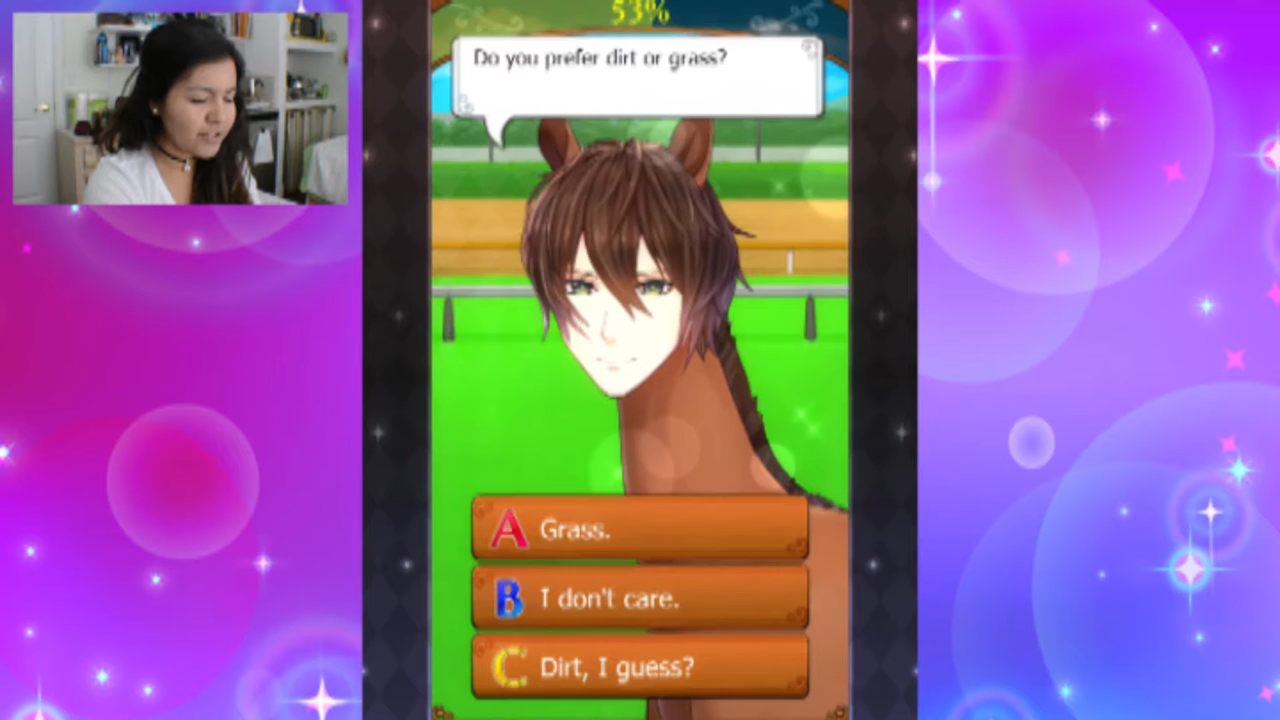 53%
Do you prefer dirt or grass?
A Grass.
B I don't care.
C Dirt, I guess?